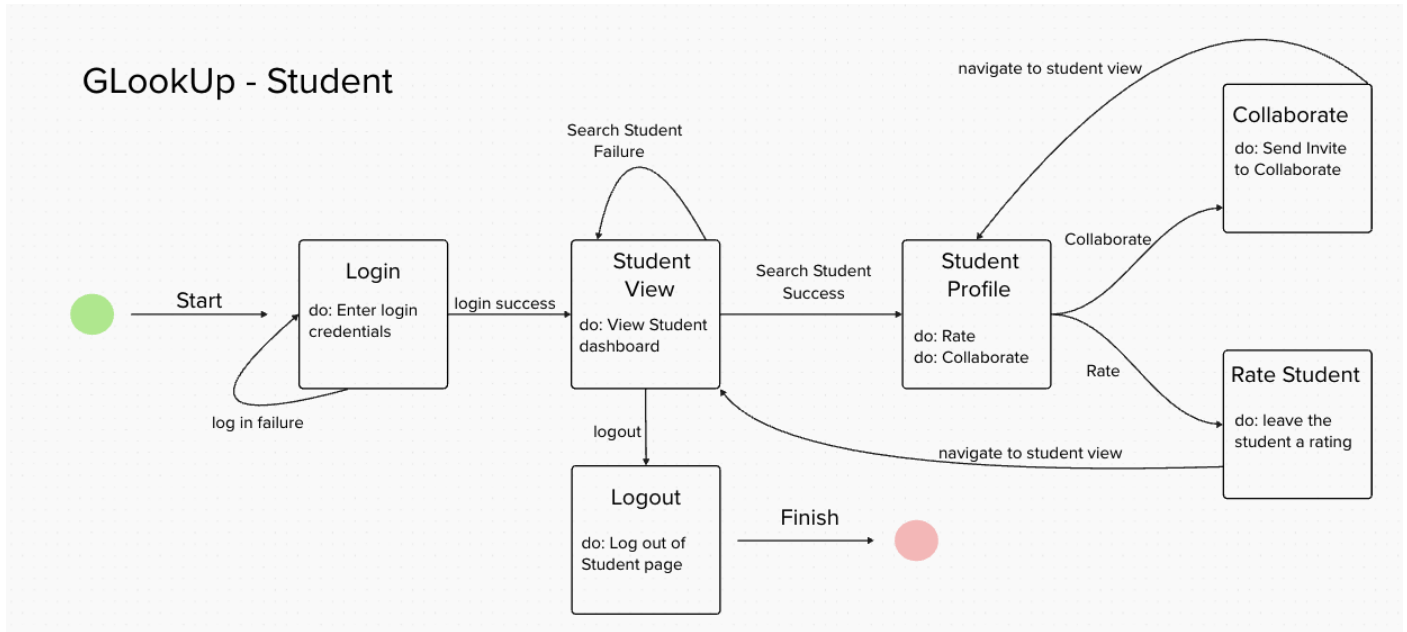 GLookUp - Student
Start
Login
do: Enter login
credentials
log in failure
login success
Search Student
Failure
Student
View
do: View Student
dashboard
Search Student
Success
logout
Logout
do: Log out of
Student page
Finish
Student
Profile
do: Rate
do: Collaborate
navigate to student view
Collaborate
Collaborate
do: Send Invite
to Collaborate
Rate
Rate Student
do: leave the
student a rating
navigate to student view